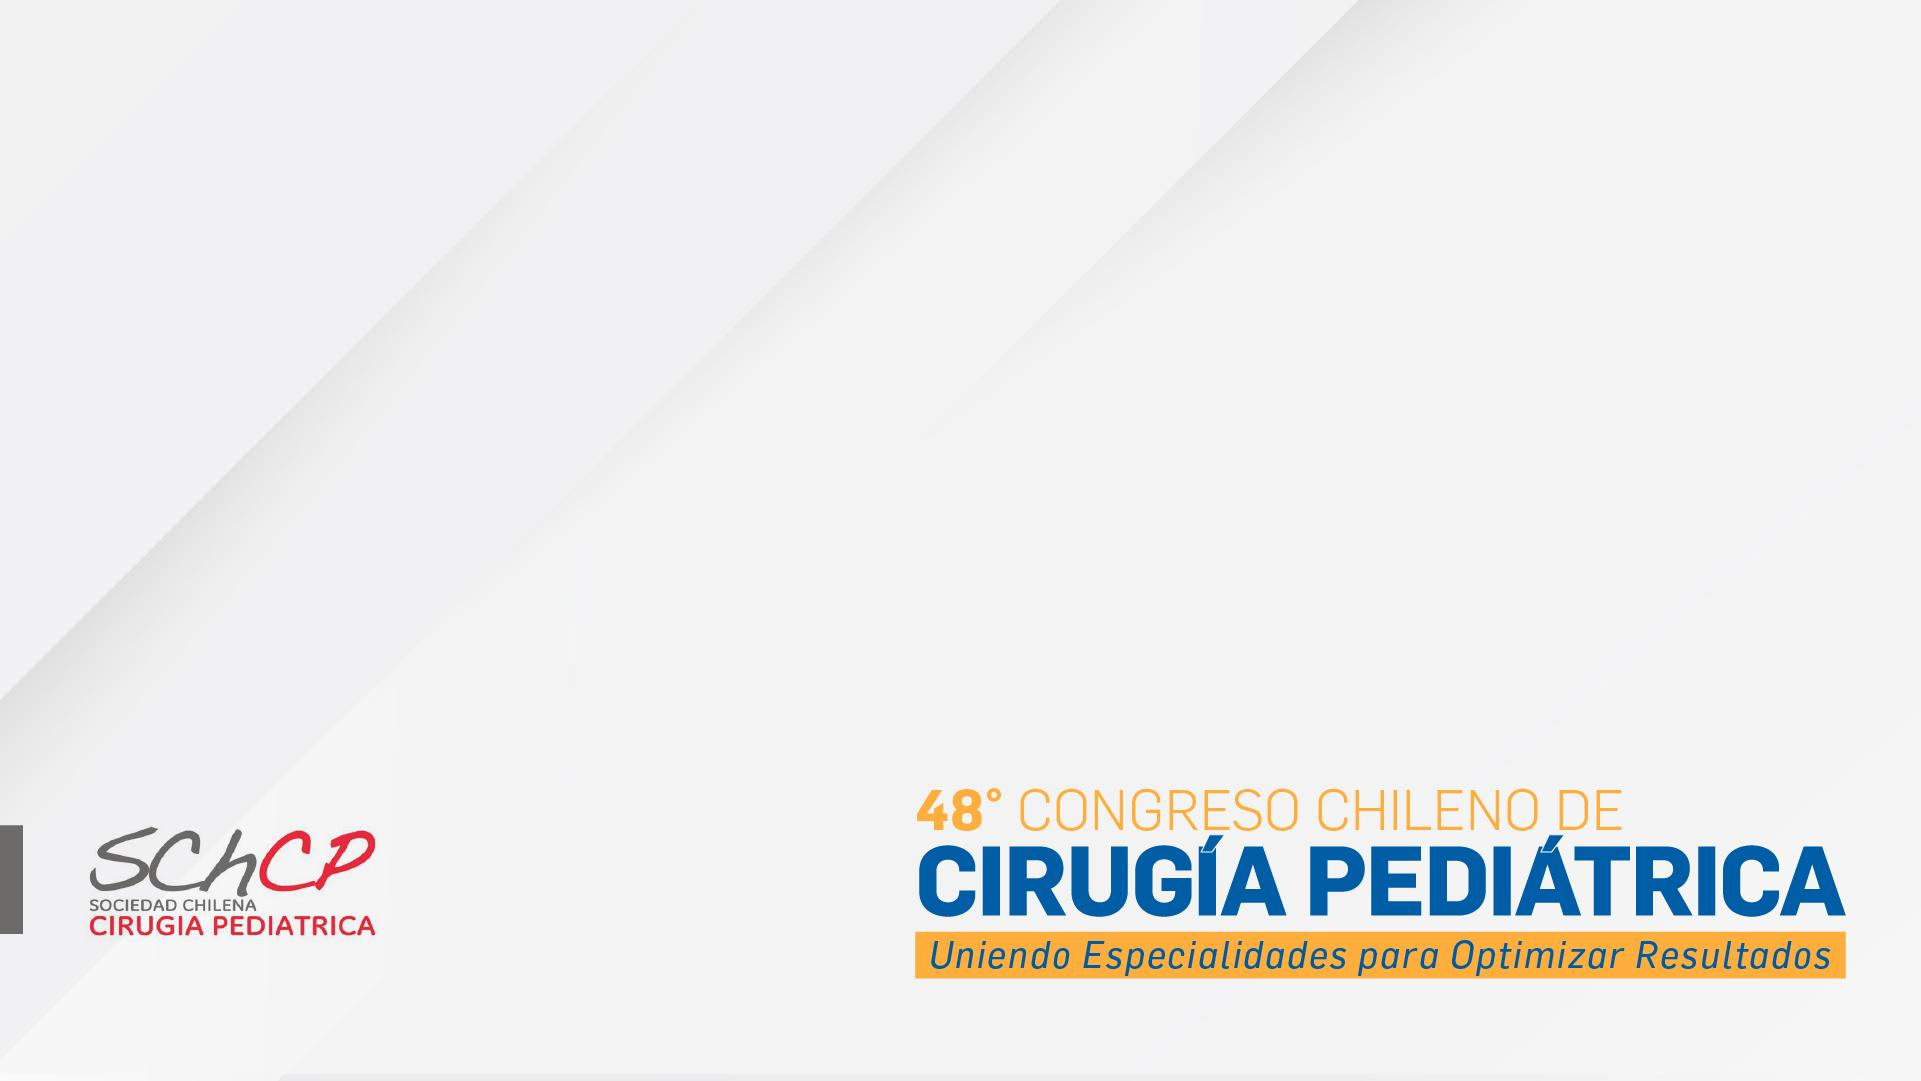 48° CONGRESO CHILENO DE
CIRUGÍA PEDIÁTRICA
Uniendo Especialidades para Optimizar Resultados
SChCP
SOCIEDAD CHILENA
CIRUGIA PEDIATRICA